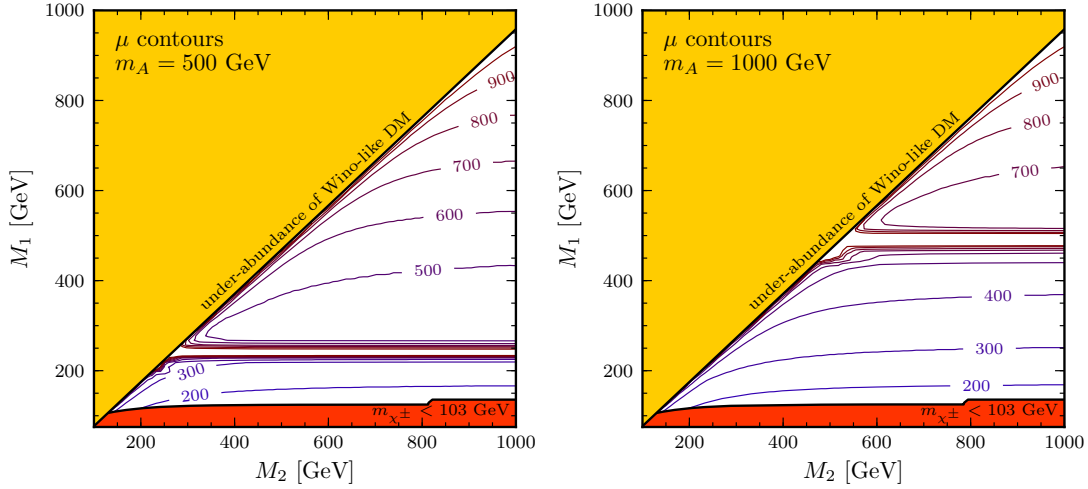 μ contours
m_A = 500 GeV
under-abundance of Wino-like DM
900
800
700
600
500
300
200
m_χ± < 103 GeV
1000
800
600
400
200
200
400
600
800
1000
M_1 [GeV]
M_2 [GeV]
μ contours
m_A = 1000 GeV
under-abundance of Wino-like DM
900
800
700
400
300
200
m_χ± < 103 GeV
1000
800
600
400
200
200
400
600
800
1000
M_1 [GeV]
M_2 [GeV]